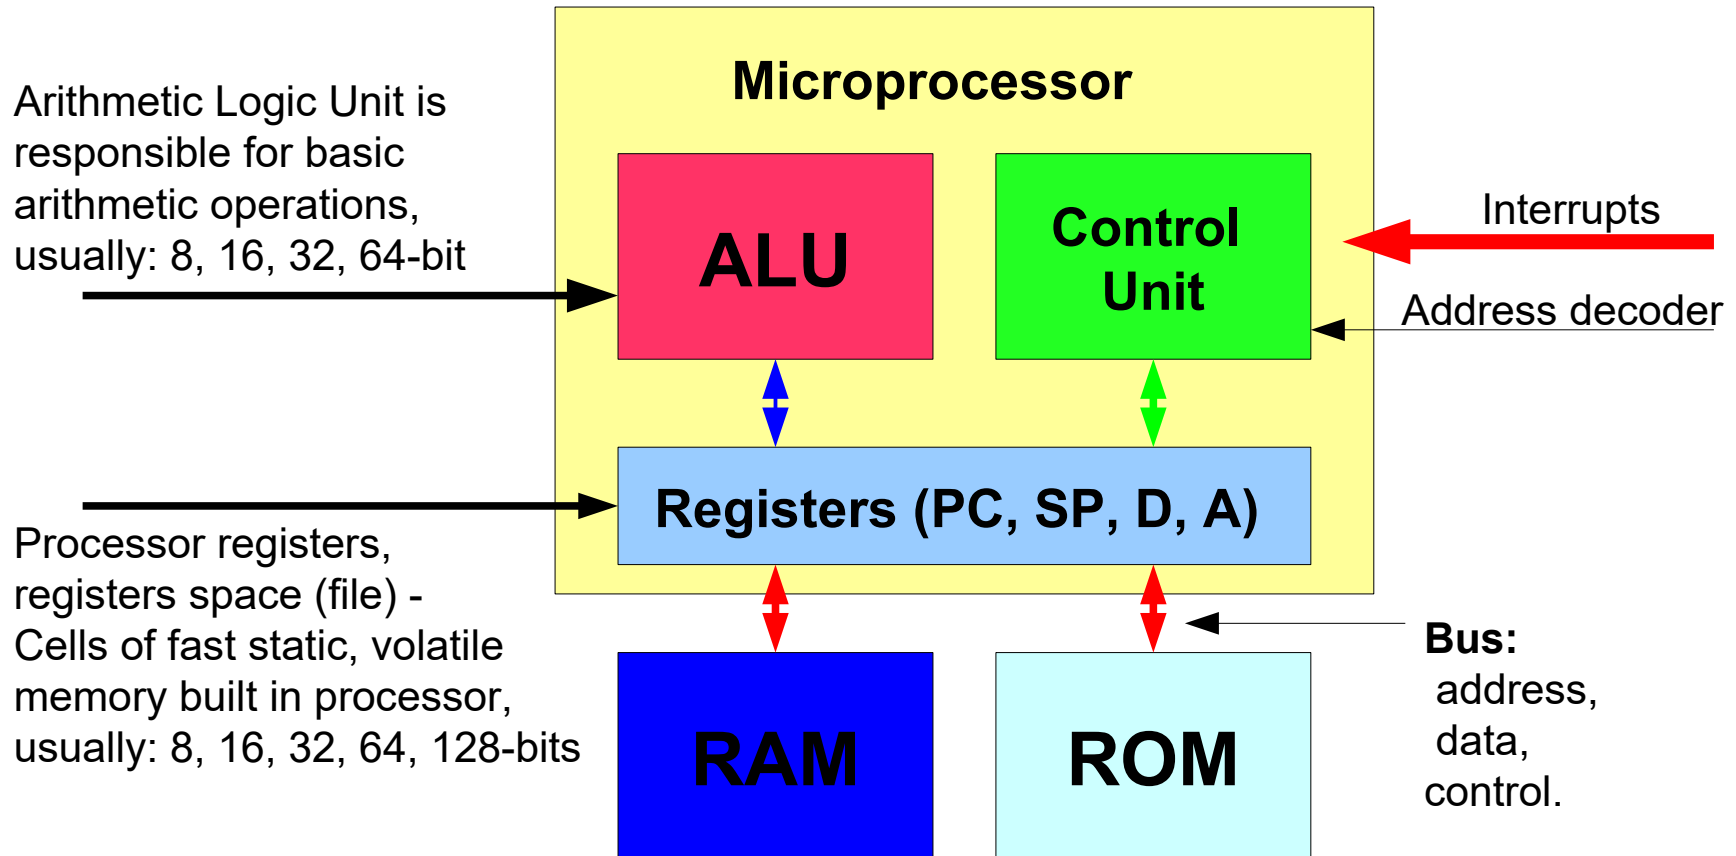 Microprocessor
Arithmetic Logic Unit is
responsible for basic
arithmetic operations,
usually: 8, 16, 32, 64-bit
ALU
Control
Unit
Interrupts
Address decoder
Registers (PC, SP, D, A)
Processor registers,
registers space (file) -
Cells of fast static, volatile
memory built in processor,
usually: 8, 16, 32, 64, 128-bits
RAM
ROM
Bus:
address,
data,
control.